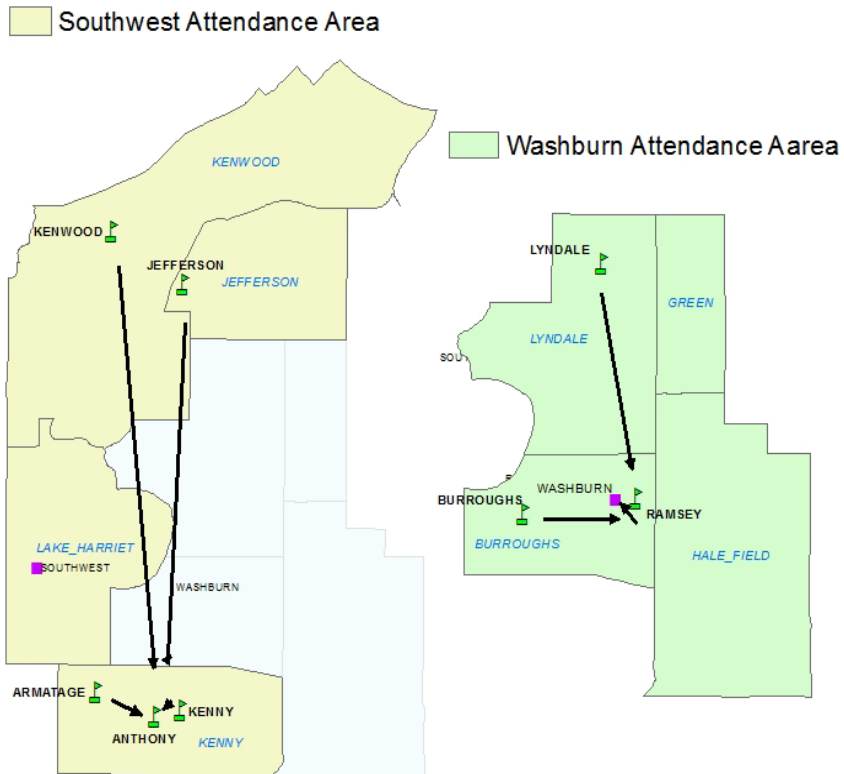 Southwest Attendance Area
KENWOOD
Washburn Attendance Aarea
KENWOOD
LYNDALE
JEFFERSON
JEFFERSON
GREEN
LYNDALE
SOUT
BURROUGHS
WASHBURN
RAMSEY
LAKE_HARRIET
BURROUGHS
HALE_FIELD
SOUTHWEST
WASHBURN
ARMATAGE
KENNY
ANTHONY
KENNY